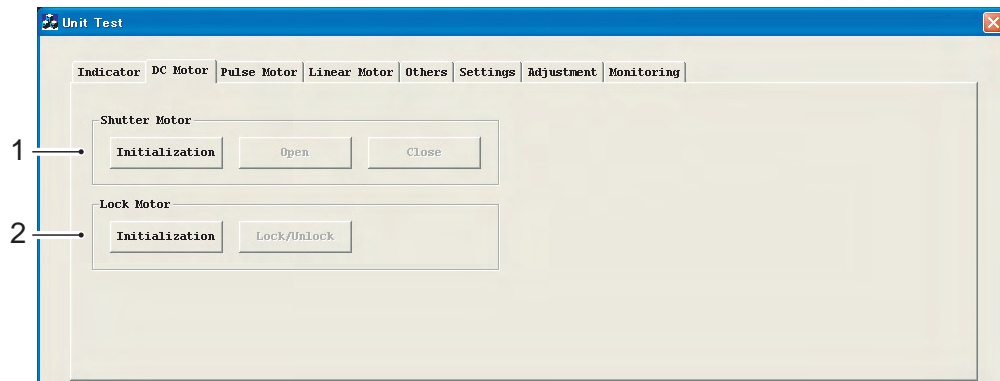 Unit Test
Indicator DC Motor Pulse Motor Linear Motor Others Settings Adjustment Monitoring
Shutter Motor
1 Initialization Open Close
Lock Motor
2 Initialization Lock/Unlock